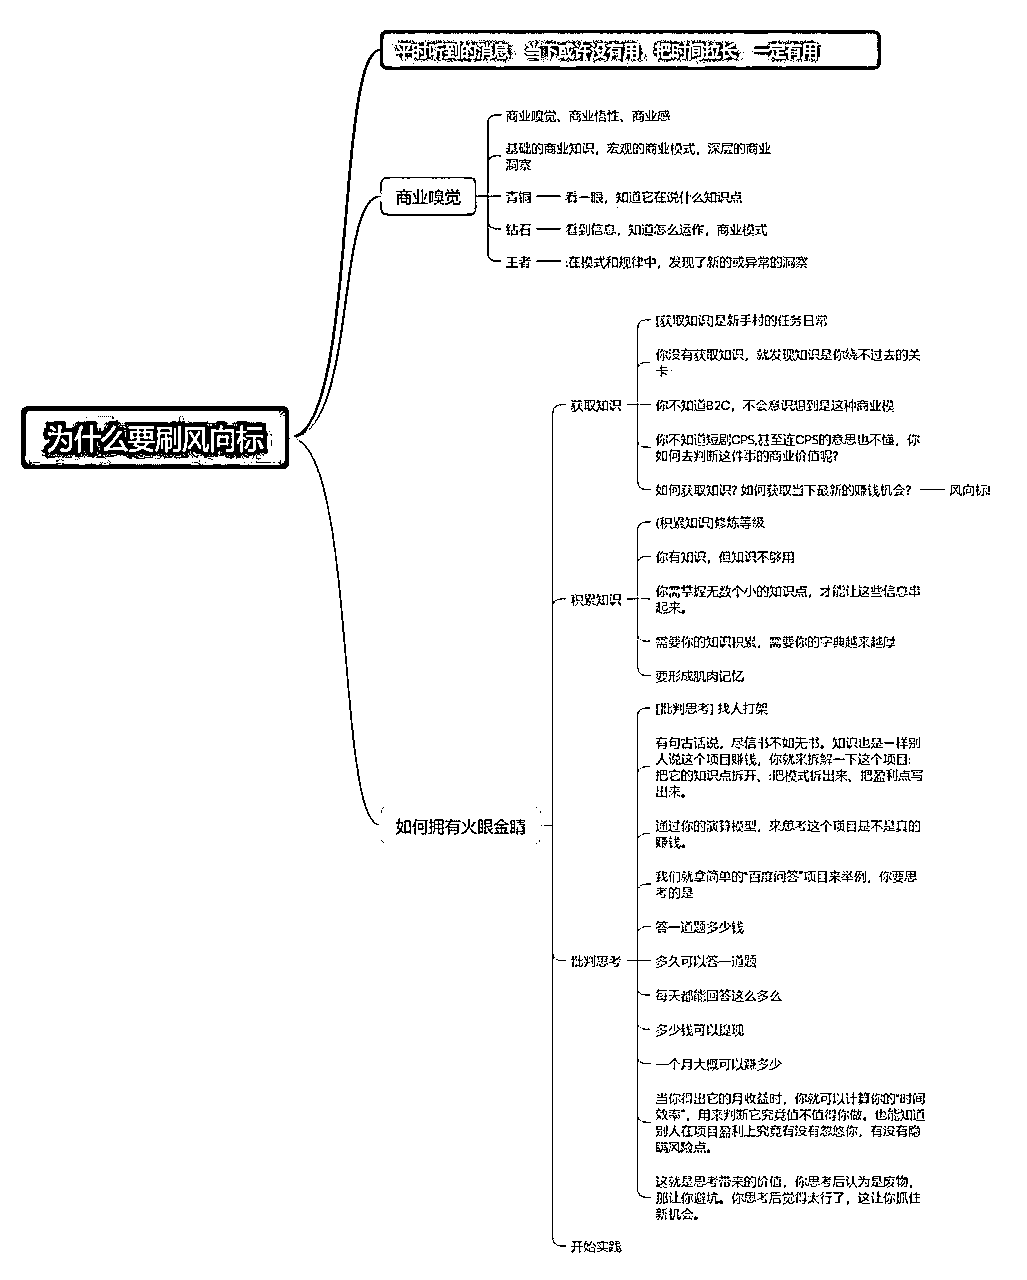 平时听到的消息，当下或许没有用，把时间拉长，一定有用
商业嗅觉、商业悟性、商业感
基础的商业知识，宏观的商业模式，深层的商业
洞察
商业嗅觉
青铜 看一眼，知道它在说什么知识点
钻石 看到信息，知道怎么运作，商业模式
王者 :在模式和规律中，发现了新的或异常的洞察
为什么要刷风向标
如何拥有火眼金睛
获取知识
[获取知识]是新手村的任务日常
你没有获取知识，就发现知识是你绕不过去的关
卡
你不知道B2C，不会意识想到是这种商业模
你不知道短剧CPS,甚至连CPS的意思也不懂，你
如何去判断这件事的商业价值呢?
如何获取知识? 如何获取当下最新的赚钱机会? 风向标!
积累知识
[积累知识]修炼等级
你有知识，但知识不够用
你需掌握无数个小的知识点，才能让这些信息串
起来。
需要你的知识积累，需要你的字典越来越厚
要形成肌肉记忆
批判思考
[批判思考] 找人打架
有句古话说，尽信书不如无书。知识也是一样别
人说这个项目赚钱，你就来拆解一下这个项目:
把它的知识点拆开、:把模式拆出来、把盈利点写
出来。
通过你的演算模型，来思考这个项目是不是真的
赚钱。
我们就拿简单的“百度问答”项目来举例，你要思
考的是
答一道题多少钱
多久可以答一道题
每天都能回答这么多么
多少钱可以提现
一个月大概可以赚多少
当你得出它的月收益时，你就可以计算你的“时间
效率”，用来判断它究竟值不值得你做。也能知道
别人在项目盈利上究竟有没有忽悠你，有没有隐
瞒风险点。
这就是思考带来的价值，你思考后认为是废物，
那让你避坑。你思考后觉得太行了，这让你抓住
新机会。
开始实践